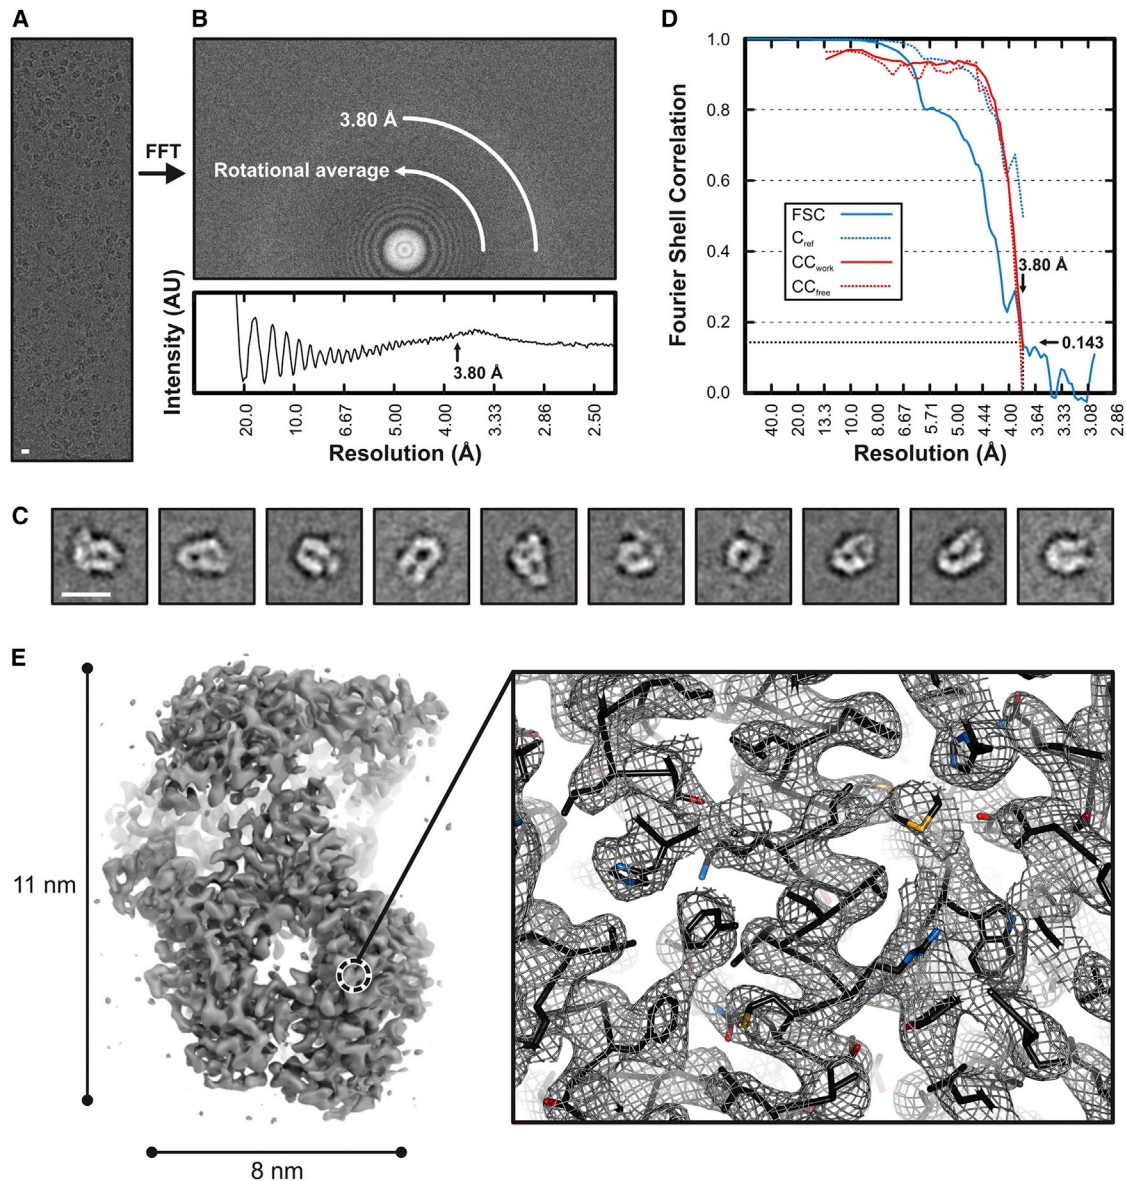 A
B
D
FFT
3.80 Å
Rotational average
Intensity (AU)
3.80 Å
20.0 10.0 6.67 5.00 4.00 3.33 2.86 2.50
Resolution (Å)
Fourier Shell Correlation
1.0
0.8
0.6
0.4
0.2
0.0
FSC
Cref
CCwork
CCfree
3.80 Å
0.143
40.0 20.0 13.3 10.0 8.00 6.67 5.71 5.00 4.44 4.00 3.64 3.33 3.08 2.86
Resolution (Å)
C
E
11 nm
8 nm